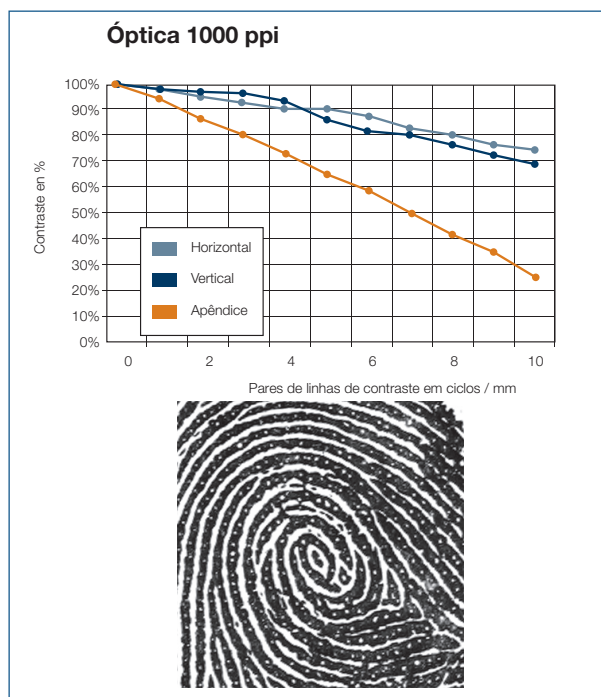 Óptica 1000 ppi
100%
90%
80%
70%
60%
50%
40%
30%
20%
10%
0%
Contraste en %
Horizontal
Vertical
Apêndice
0 2 4 6 8 10
Pares de linhas de contraste em ciclos / mm